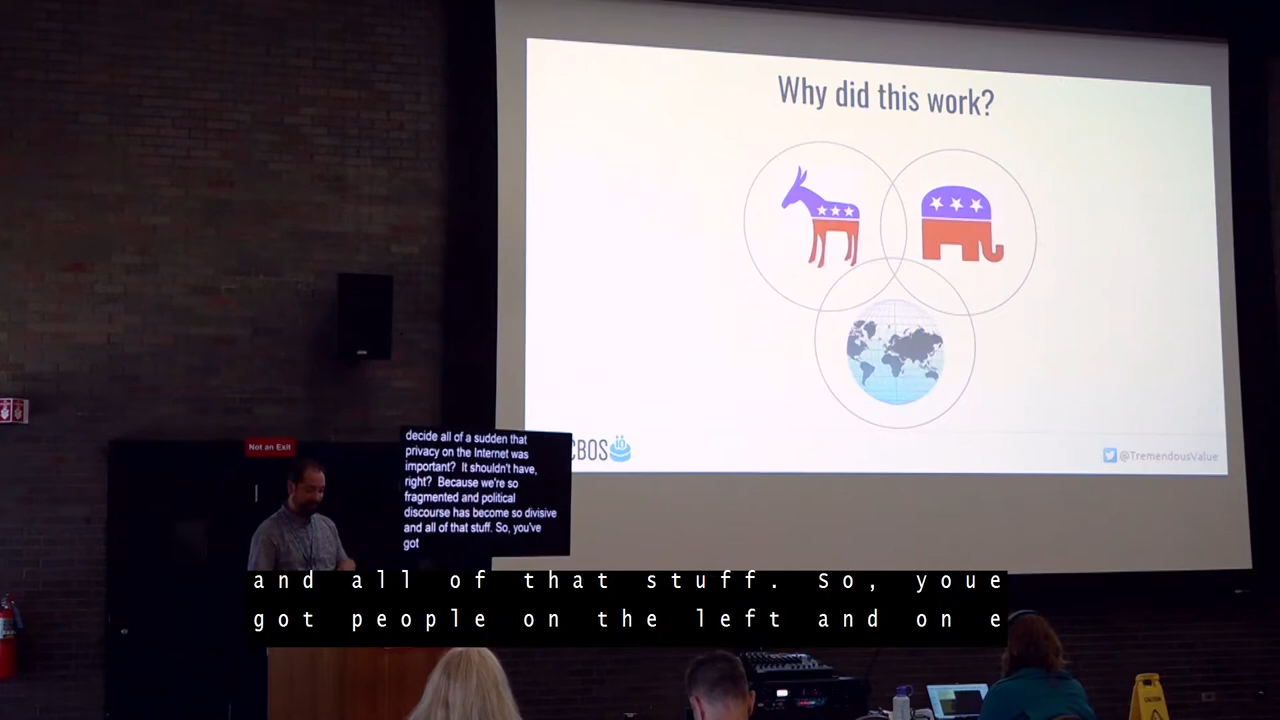 Why did this work?
CBOS
@TremendousValue
Not an Exit
decide all of a sudden that
privacy on the Internet was
important? It shouldn't have,
right? Because we're so
fragmented and political
discourse has become so divisive
and all of that stuff. So, you've
got
and all of that stuff. So, youe
got people on the left and on e
CAUTION